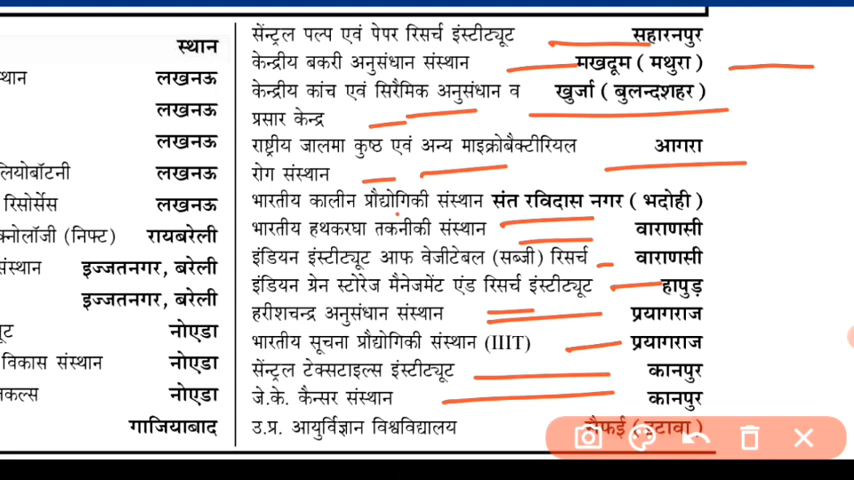 स्थान
थान लखनऊ
लखनऊ
लखनऊ
लियोबॉटनी लखनऊ
रिसोर्सेस लखनऊ
क्नोलॉजी (निफ्ट) रायबरेली
संस्थान इज्जतनगर, बरेली
इज्जतनगर, बरेली
यूट नोएडा
विकास संस्थान नोएडा
नकल्स नोएडा
गाजियाबाद
सेंन्ट्रल पल्प एवं पेपर रिसर्च इंस्टीट्यूट सहारनपुर
केन्द्रीय बकरी अनुसंधान संस्थान मखदूम ( मथुरा )
केन्द्रीय कांच एवं सिरैमिक अनुसंधान व खुर्जा ( बुलन्दशहर )
प्रसार केन्द्र
राष्ट्रीय जालमा कुष्ठ एवं अन्य माइक्रोबैक्टीरियल आगरा
रोग संस्थान
भारतीय कालीन प्रौद्योगिकी संस्थान संत रविदास नगर ( भदोही )
भारतीय हथकरघा तकनीकी संस्थान वाराणसी
इंडियन इंस्टीट्यूट आफ वेजीटेबल (सब्जी) रिसर्च वाराणसी
इंडियन ग्रेन स्टोरेज मैनेजमेंट एंड रिसर्च इंस्टीट्यूट हापुड़
हरीशचन्द्र अनुसंधान संस्थान प्रयागराज
भारतीय सूचना प्रौद्योगिकी संस्थान (IIIT) प्रयागराज
सेंन्ट्रल टेक्सटाइल्स इंस्टीट्यूट कानपुर
जे.के. कैन्सर संस्थान कानपुर
उ.प्र. आयुर्विज्ञान विश्वविद्यालय सैफई ( इटावा )